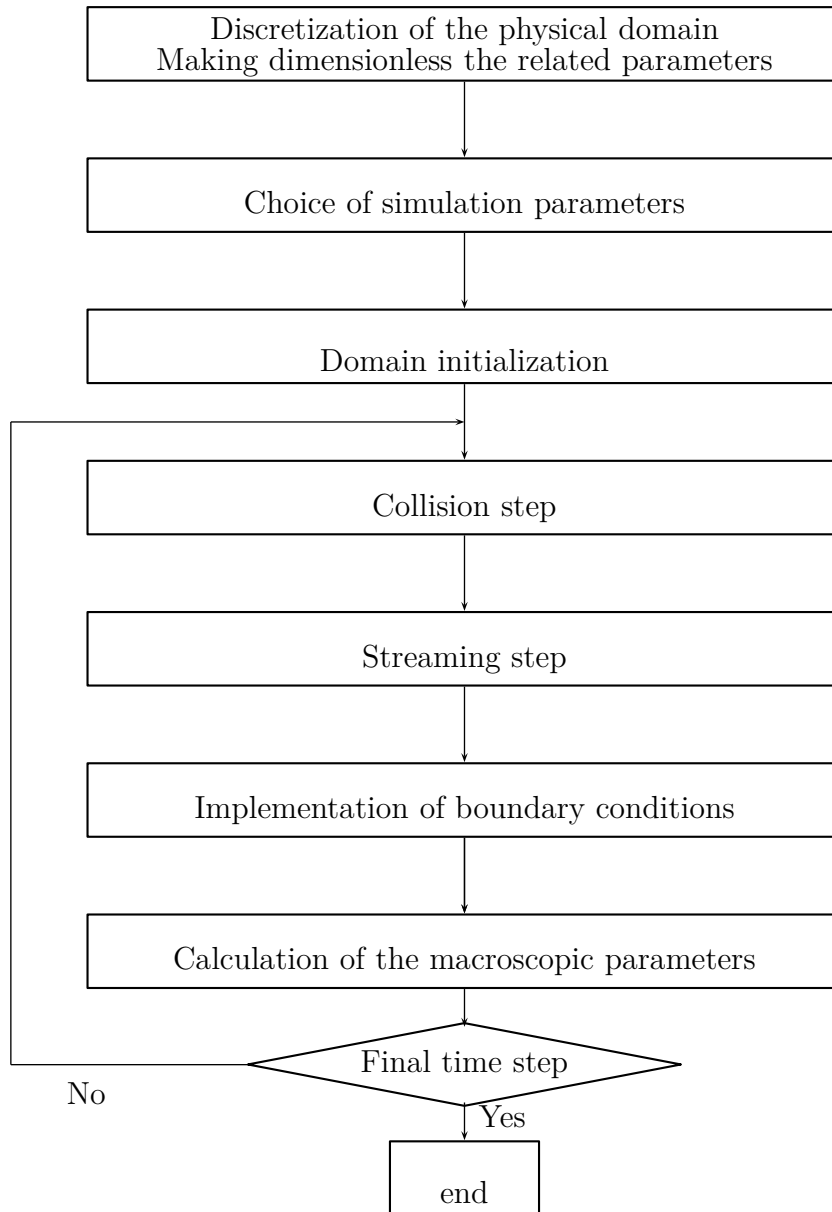 Discretization of the physical domain
Making dimensionless the related parameters
Choice of simulation parameters
Domain initialization
Collision step
Streaming step
Implementation of boundary conditions
Calculation of the macroscopic parameters
Final time step
No
Yes
end